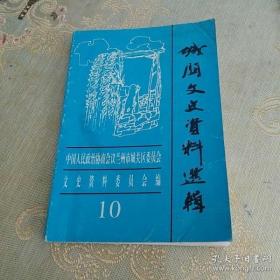 城关文史资料选辑
中国人民政治协商会议兰州市城关区委员会
文史资料委员会编
10